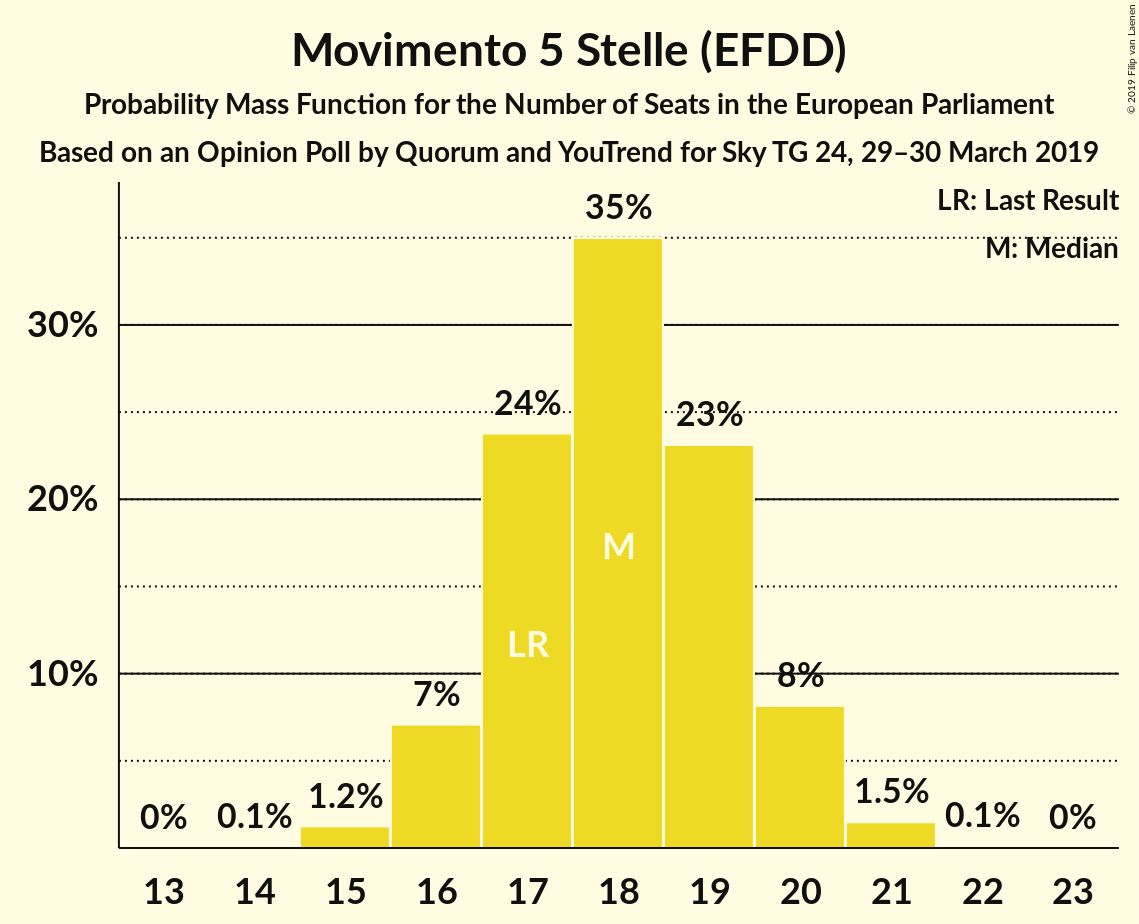 Movimento 5 Stelle (EFDD)
Probability Mass Function for the Number of Seats in the European Parliament
Based on an Opinion Poll by Quorum and YouTrend for Sky TG 24, 29–30 March 2019
© 2019 Filip van Laenen
LR: Last Result
M: Median
35%
30%
24%
23%
20%
M
LR
10%
8%
7%
1.2%
1.5%
0%
0.1%
0.1%
0%
13 14 15 16 17 18 19 20 21 22 23